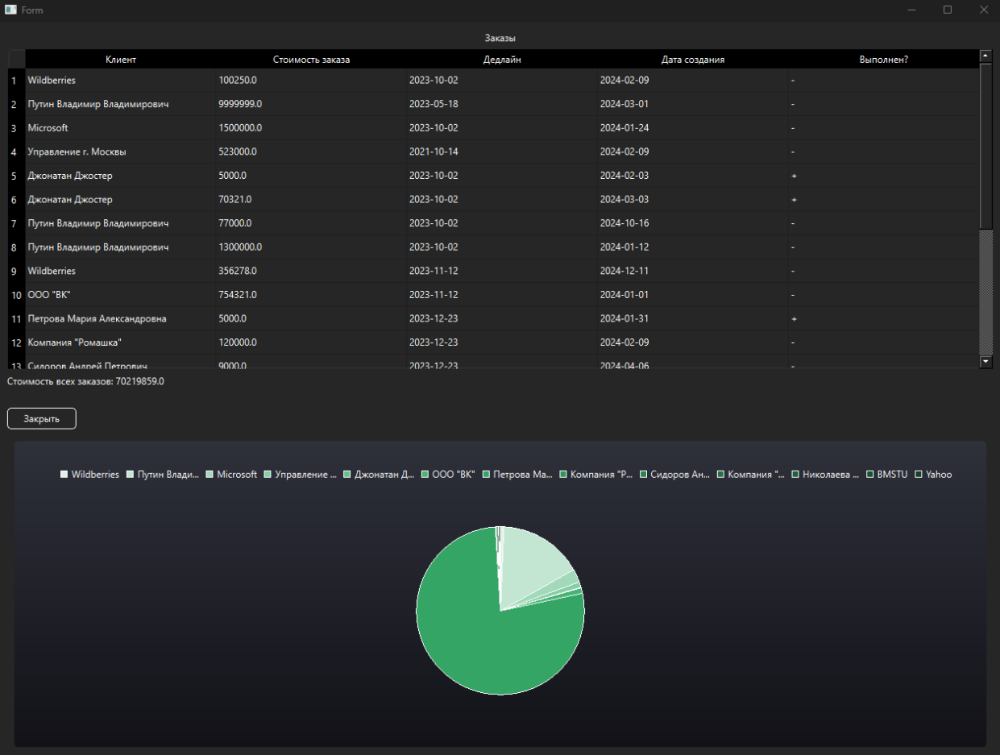 Form
Заказы
Клиент Стоимость заказа Дедлайн Дата создания Выполнен?
1 Wildberries 100250.0 2023-10-02 2024-02-09 -
2 Путин Владимир Владимирович 9999999.0 2023-05-18 2024-03-01 -
3 Microsoft 1500000.0 2023-10-02 2024-01-24 -
4 Управление г. Москвы 523000.0 2021-10-14 2024-02-09 -
5 Джонатан Джостер 5000.0 2023-10-02 2024-02-03 +
6 Джонатан Джостер 70321.0 2023-10-02 2024-03-03 +
7 Путин Владимир Владимирович 77000.0 2023-10-02 2024-10-16 -
8 Путин Владимир Владимирович 1300000.0 2023-10-02 2024-01-12 -
9 Wildberries 356278.0 2023-11-12 2024-12-11 -
10 ООО "ВК" 754321.0 2023-11-12 2024-01-01 -
11 Петрова Мария Александровна 5000.0 2023-12-23 2024-01-31 +
12 Компания "Ромашка" 120000.0 2023-12-23 2024-02-09 -
13 Сидоров Андрей Петрович 9000.0 2023-12-23 2024-04-06 -
Стоимость всех заказов: 70219859.0
Закрыть
Wildberries Путин Влади... Microsoft Управление ... Джонатан Д... ООО "ВК" Петрова Ма... Компания "Р... Сидоров Ан... Компания "... Николаева ... BMSTU Yahoo